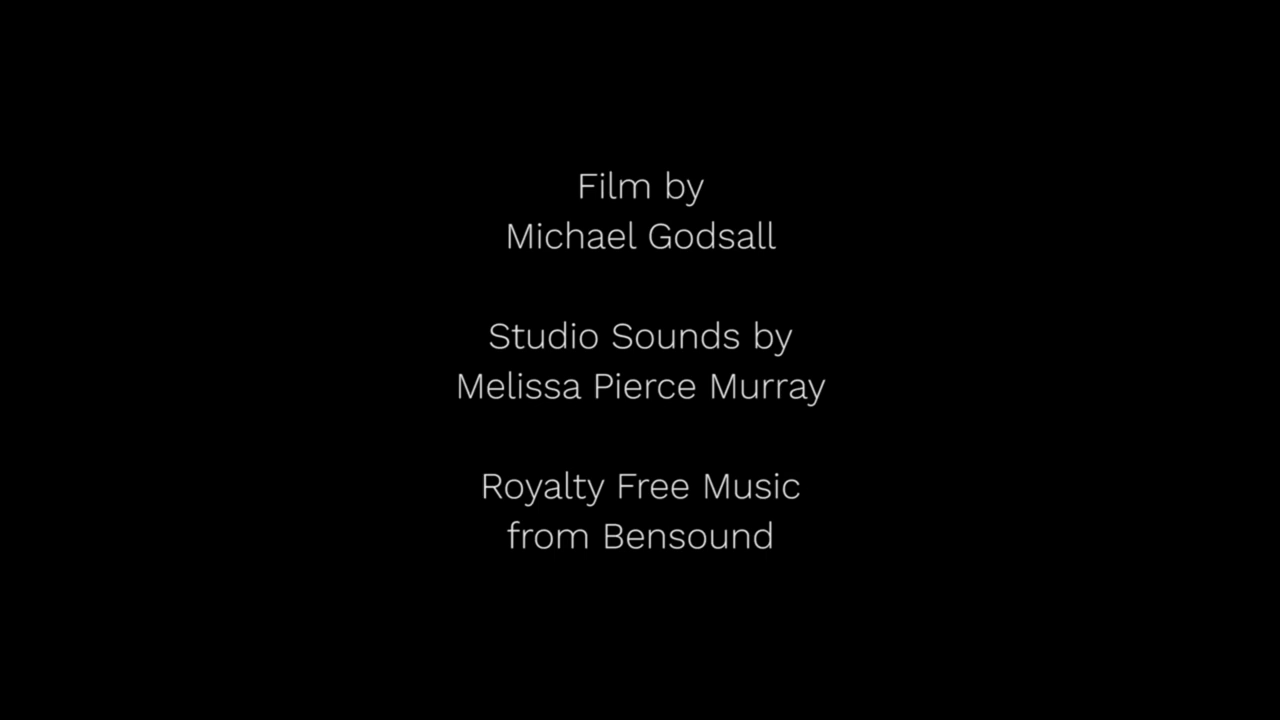 Film by
Michael Godsall
Studio Sounds by
Melissa Pierce Murray
Royalty Free Music
from Bensound